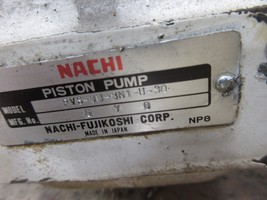 NACHI
PISTON PUMP
MODEL
MFG. No.
NACHI-FUJIKOSHI CORP.
MADE IN JAPAN
NP8